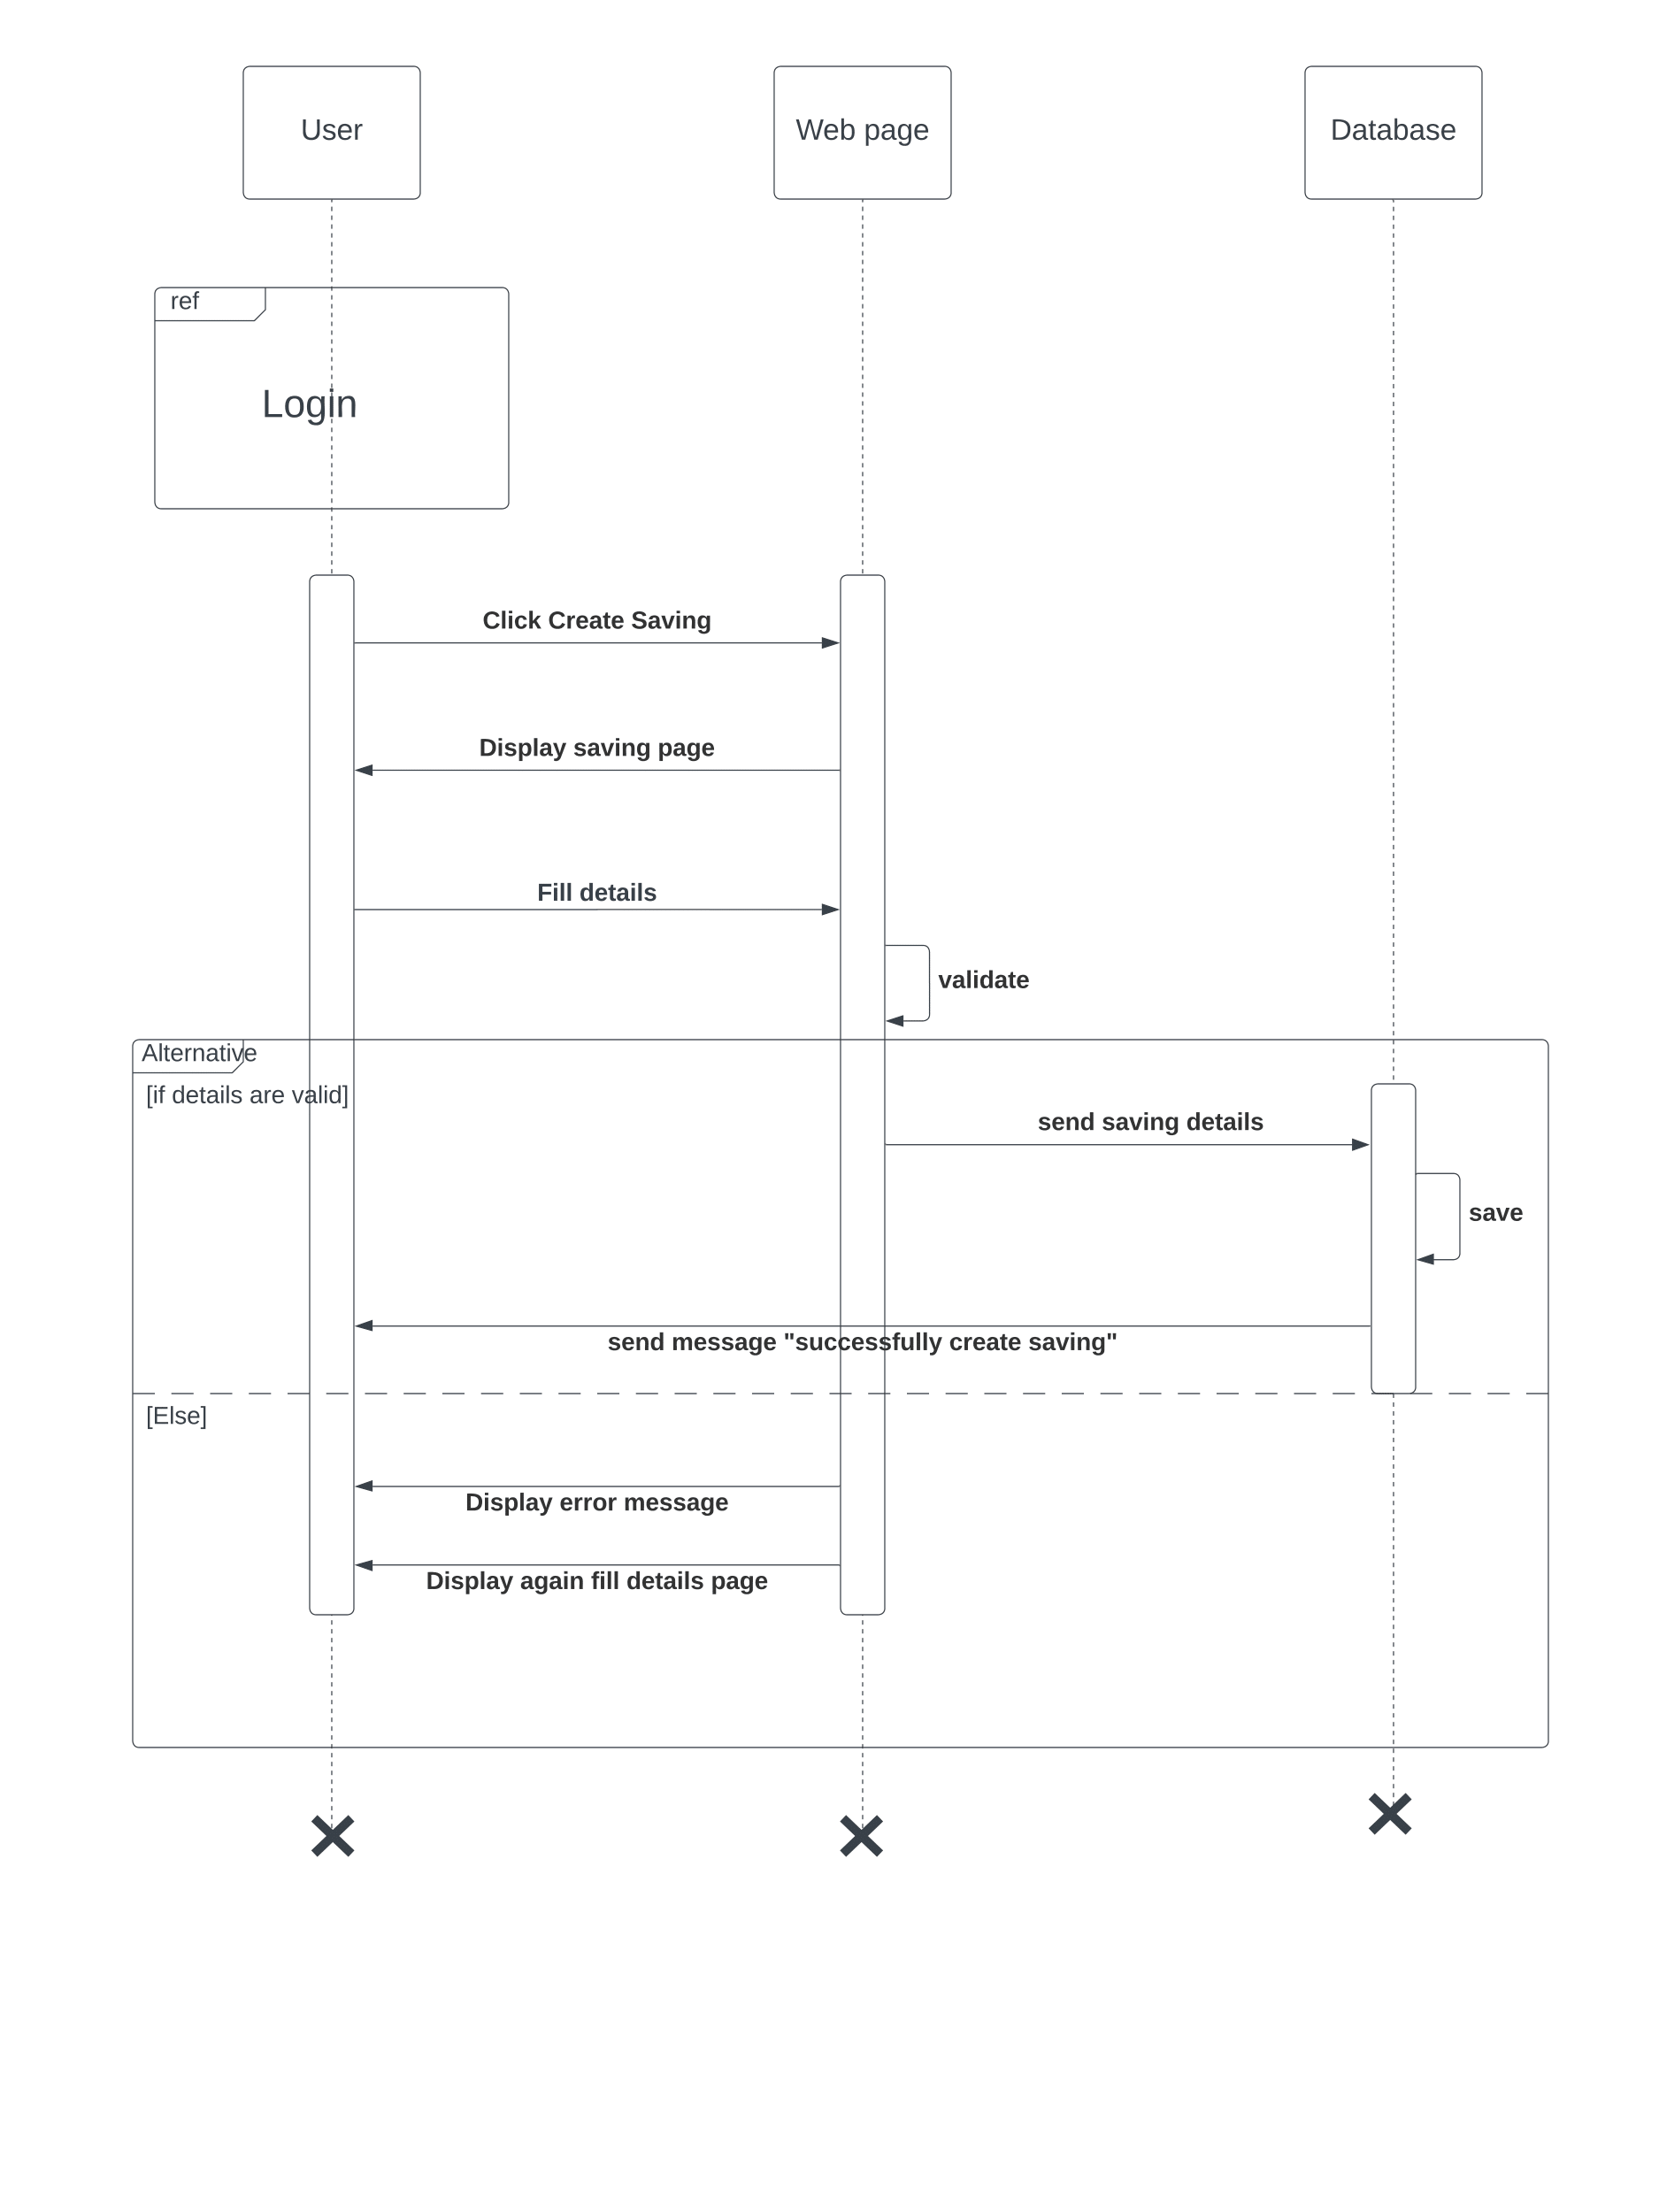 User
Web page
Database
ref
Login
Click Create Saving
Display saving page
Fill details
validate
Alternative
[if details are valid]
send saving details
save
send message "successfully create saving"
[Else]
Display error message
Display again fill details page